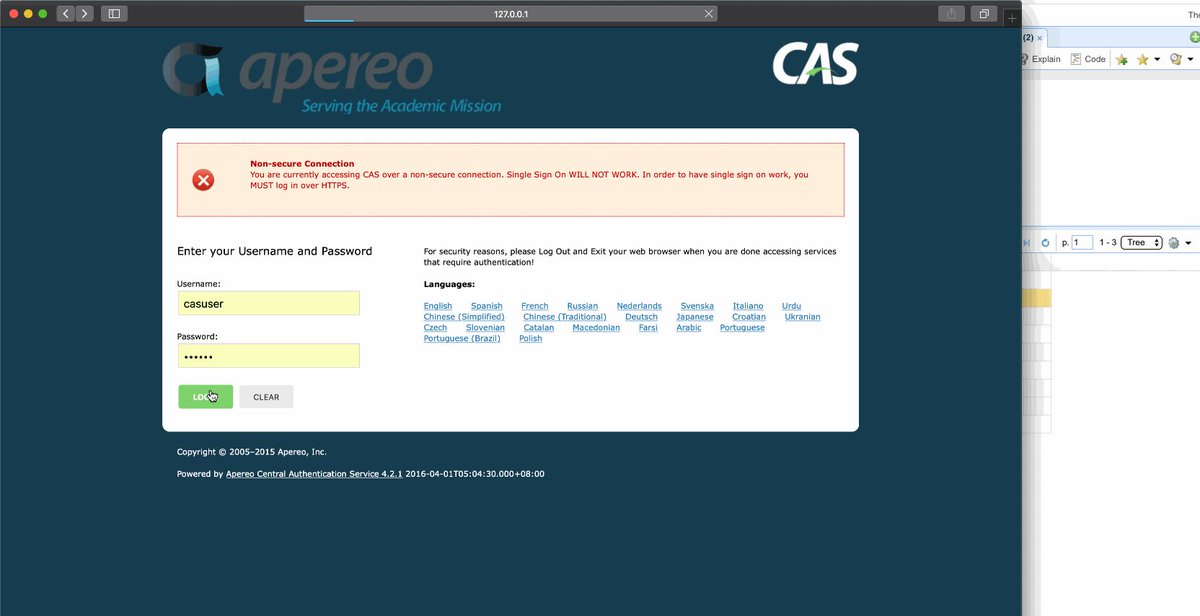 127.0.0.1
(2)
Explain
Code
apereo
Serving the Academic Mission
CAS
Non-secure Connection
You are currently accessing CAS over a non-secure connection. Single Sign On WILL NOT WORK. In order to have single sign on work, you
MUST log in over HTTPS.
p. 1 1 - 3 Tree
Enter your Username and Password
Username:
casuser
Password:
CLEAR
For security reasons, please Log Out and Exit your web browser when you are done accessing services
that require authentication!
Languages:
English Spanish French Russian Nederlands Svenska Italiano Urdu
Chinese (Simplified) Chinese (Traditional) Deutsch Japanese Croatian Ukranian
Czech Slovenian Catalan Macedonian Farsi Arabic Portuguese
Portuguese (Brazil) Polish
Copyright © 2005–2015 Apereo, Inc.
Powered by Apereo Central Authentication Service 4.2.1 2016-04-01T05:04:30.000+08:00